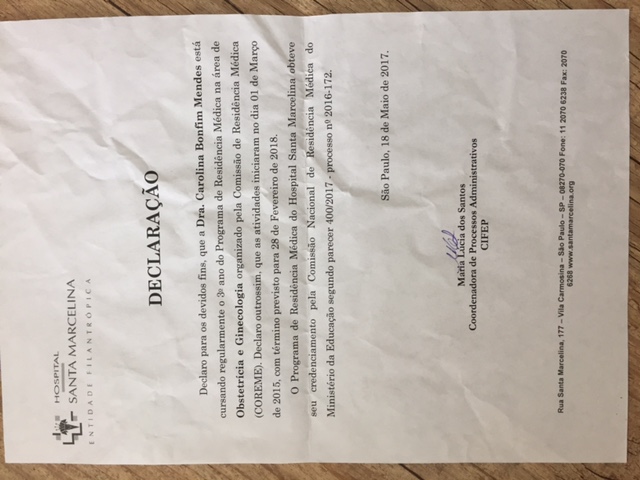 HOSPITAL
SANTA MARCELINA
ENTIDADE FILANTRÓPICA
DECLARAÇÃO
Declaro para os devidos fins, que a Dra. Carolina Bonfim Mendes está
cursando regularmente o 3º ano do Programa de Residência Médica na área de
Obstetrícia e Ginecologia organizado pela Comissão de Residência Médica
(COREME). Declaro outrossim, que as atividades iniciaram no dia 01 de Março
de 2015, com término previsto para 28 de Fevereiro de 2018.
O Programa de Residência Médica do Hospital Santa Marcelina obteve
seu credenciamento pela Comissão Nacional de Residência Médica do
Ministério da Educação segundo parecer 400/2017 - processo nº 2016-172.
São Paulo, 18 de Maio de 2017.
Maria Lúcia dos Santos
Coordenadora de Processos Administrativos
CIFEP
Rua Santa Marcelina, 177 – Vila Carmosina – São Paulo – SP – 08270-070 Fone: 11 2070 6238 Fax: 2070
6268 www.santamarcelina.org